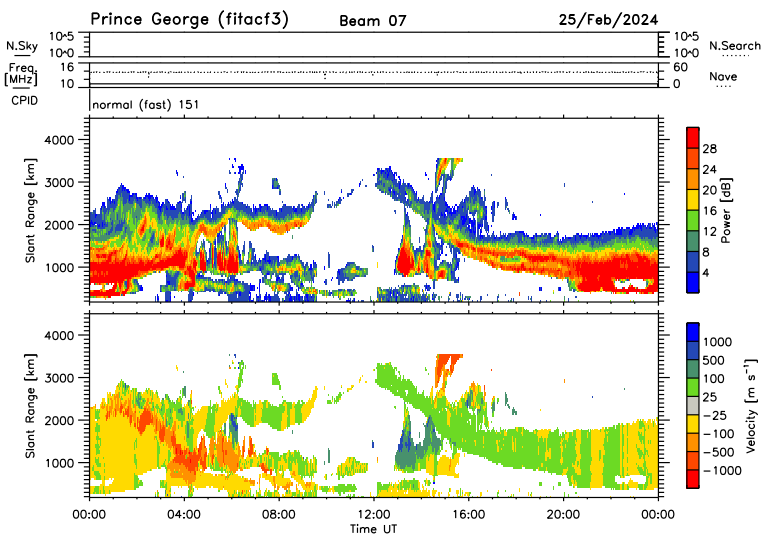 Prince George (fitacf3) Beam 07 25/Feb/2024
N.Sky 10^5 10^5 N.Search
10^0 10^0
Freq. 16 60
[MHz] 10 0 Nave
CPID normal (fast) 151
Slant Range [km]
4000
3000
2000
1000
Power [dB]
28
24
20
16
12
8
4
Slant Range [km]
4000
3000
2000
1000
Velocity [m s⁻¹]
1000
500
100
25
−25
−100
−500
−1000
00:00 04:00 08:00 12:00 16:00 20:00 00:00
Time UT